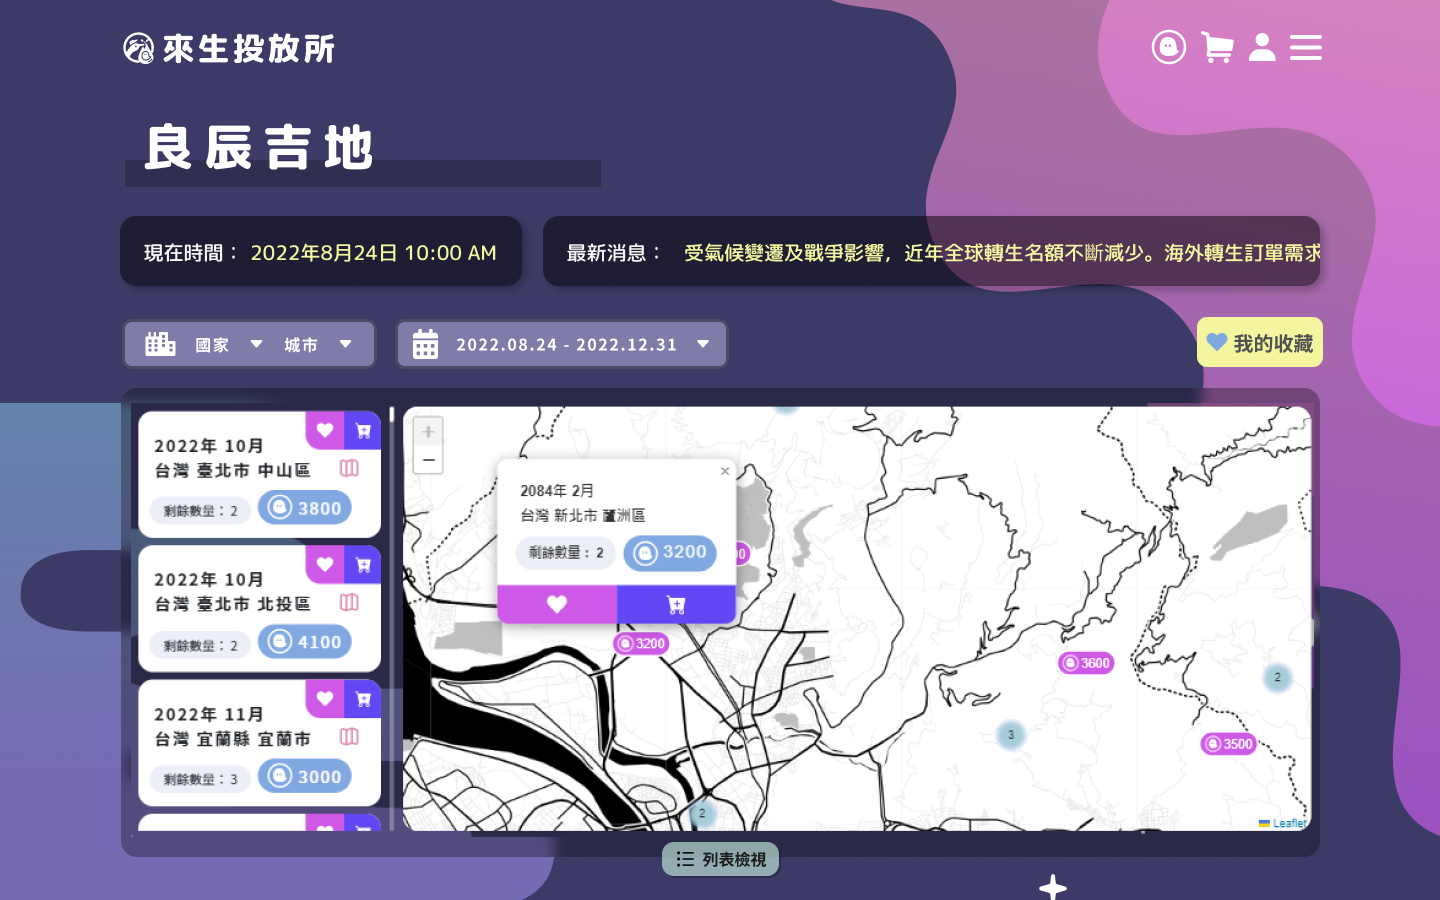 來生投放所
良辰吉地
現在時間： 2022年8月24日 10:00 AM
最新消息： 受氣候變遷及戰爭影響，近年全球轉生名額不斷減少。海外轉生訂單需求
國家 城市
2022.08.24 - 2022.12.31
我的收藏
2022年 10月
台灣 臺北市 中山區
剩餘數量：2
3800
2022年 10月
台灣 臺北市 北投區
剩餘數量：2
4100
2022年 11月
台灣 宜蘭縣 宜蘭市
剩餘數量：3
3000
+
−
×
2084年 2月
台灣 新北市 蘆洲區
剩餘數量：2
3200
3200
3600
2
3
3500
2
Leaflet
列表檢視